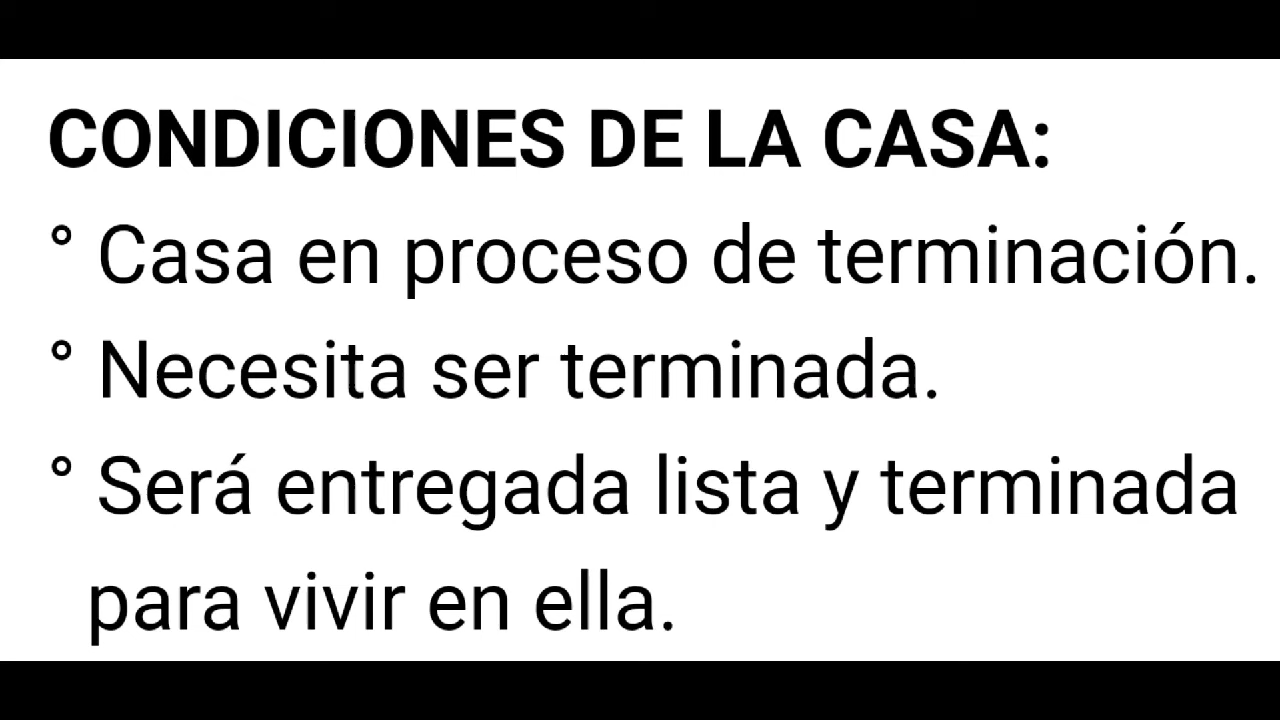 CONDICIONES DE LA CASA:
° Casa en proceso de terminación.
° Necesita ser terminada.
° Será entregada lista y terminada
para vivir en ella.